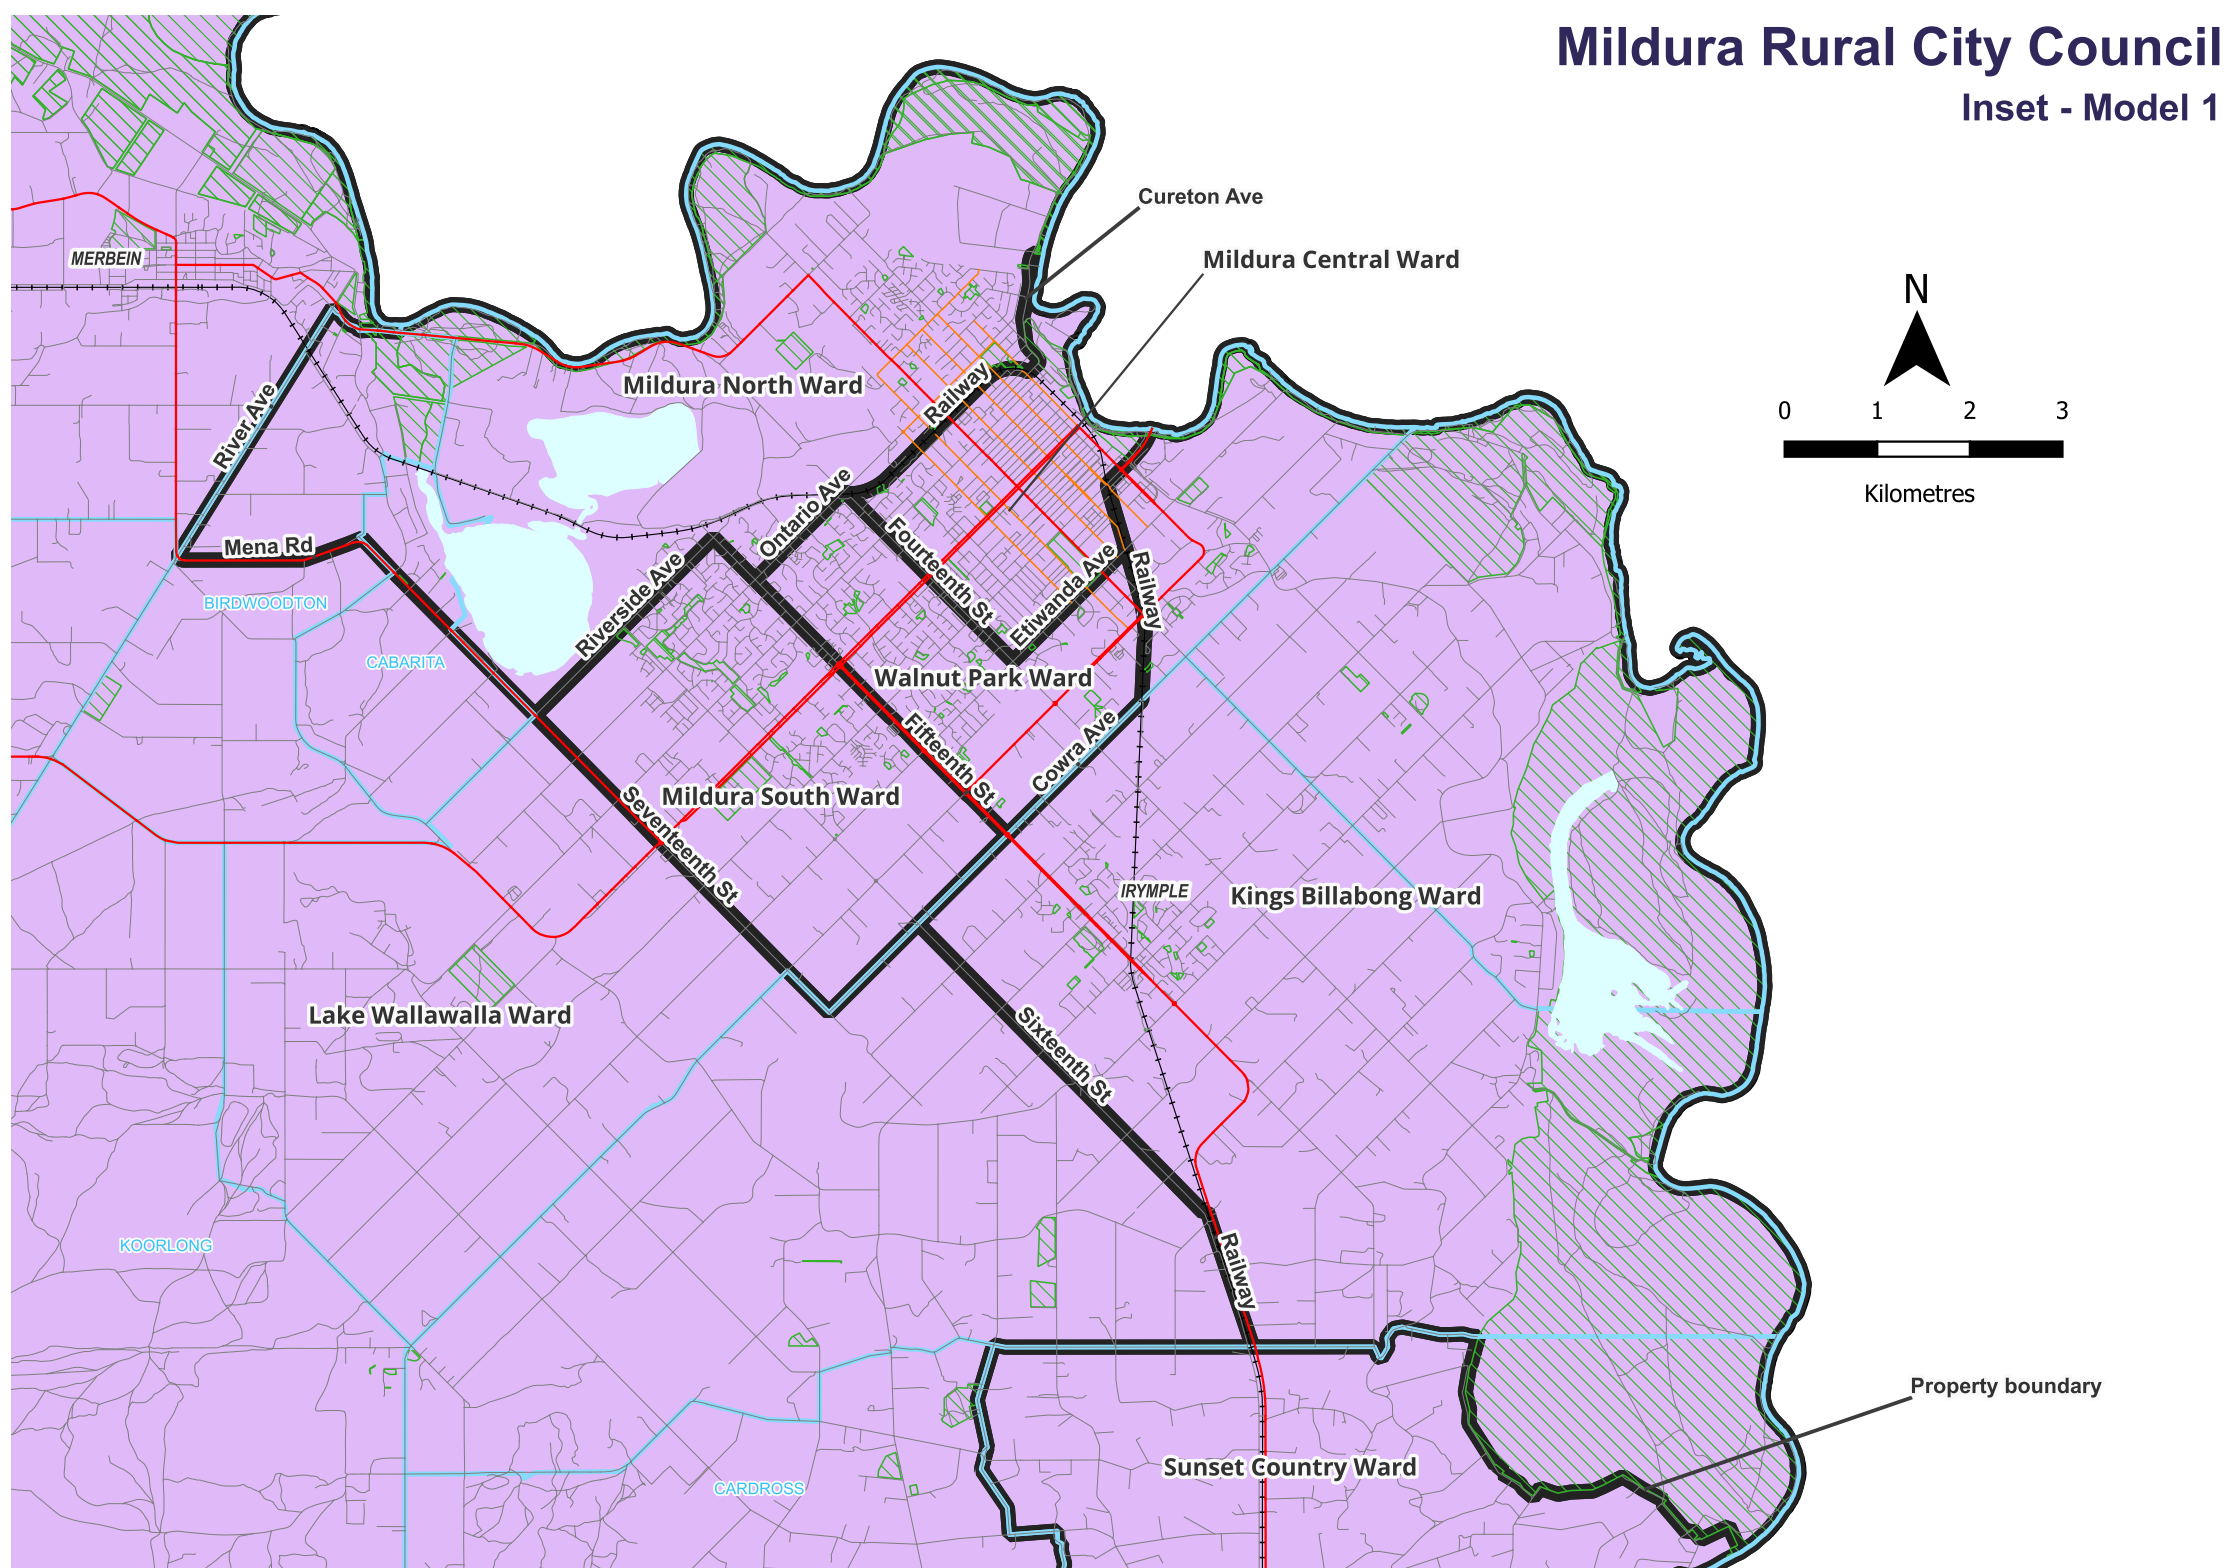 Mildura Rural City Council
Inset - Model 1
Cureton Ave
Mildura Central Ward
MERBEIN
N
0 1 2 3
Kilometres
Mildura North Ward
Railway
River Ave
Ontario Ave
Mena Rd
Fourteenth St
Etiwanda Ave
Railway
Riverside Ave
BIRDWOODTON
CABARITA
Walnut Park Ward
Fifteenth St
Cowra Ave
Mildura South Ward
Seventeenth St
IRYMPLE
Kings Billabong Ward
Lake Wallawalla Ward
Sixteenth St
KOORLONG
Railway
Property boundary
Sunset Country Ward
CARDROSS